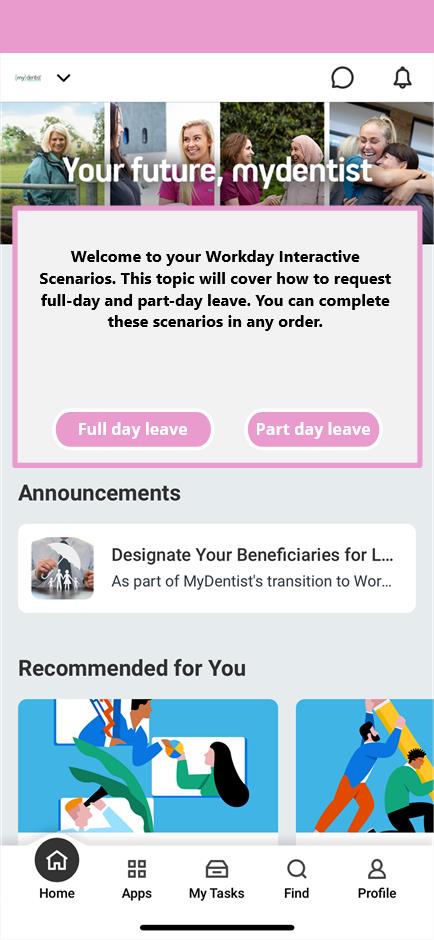 {my}dentist
Your future, mydentist
Welcome to your Workday Interactive
Scenarios. This topic will cover how to request
full-day and part-day leave. You can complete
these scenarios in any order.
Full day leave
Part day leave
Announcements
Designate Your Beneficiaries for L...
As part of MyDentist's transition to Wor...
Recommended for You
Home
Apps
My Tasks
Find
Profile